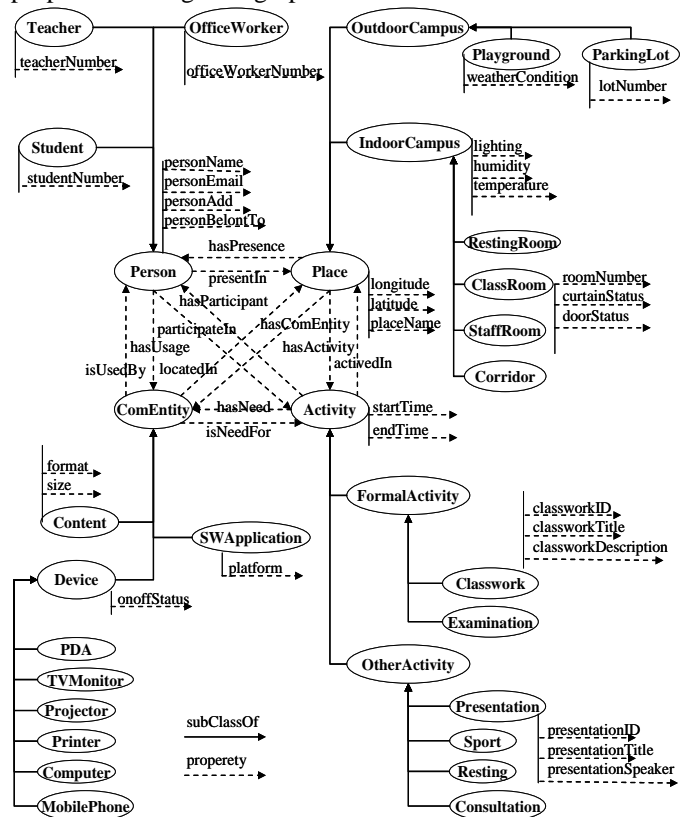 Teacher
OfficeWorker
OutdoorCampus
teacherNumber
officeWorkerNumber
Playground
ParkingLot
weatherCondition
lotNumber
Student
studentNumber
personName
personEmail
personAdd
personBelontTo
IndoorCampus
lighting
humidity
temperature
hasPresence
RestingRoom
Person
presentIn
Place
hasParticipant
longitude
latitude
placeName
ClassRoom
roomNumber
curtainStatus
doorStatus
participateIn
hasComEntity
StaffRoom
hasUsage
hasActivity
isUsedBy
locatedIn
activedIn
Corridor
ComEntity
hasNeed
Activity
startTime
isNeedFor
endTime
format
size
Content
SWApplication
platform
FormalActivity
classworkID
classworkTitle
classworkDescription
Device
onoffStatus
Classwork
Examination
PDA
OtherActivity
TVMonitor
Projector
Presentation
subClassOf
presentationID
Printer
Sport
presentationTitle
properety
Computer
Resting
presentationSpeaker
MobilePhone
Consultation